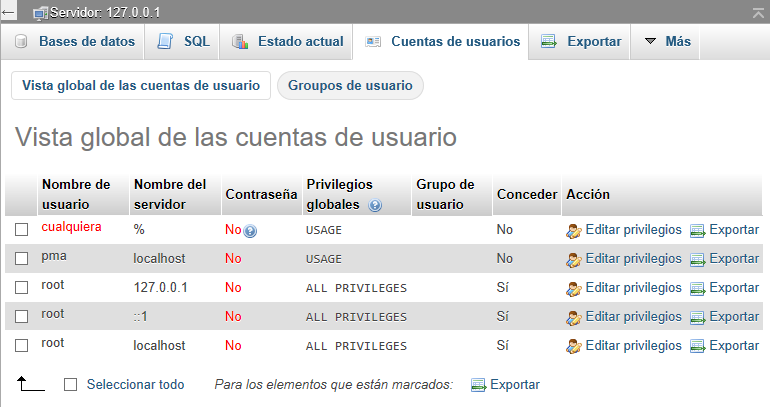 Servidor: 127.0.0.1
Bases de datos SQL Estado actual Cuentas de usuarios Exportar Más
Vista global de las cuentas de usuario Groupos de usuario
Vista global de las cuentas de usuario
Nombre de usuario Nombre del servidor Contraseña Privilegios globales Grupo de usuario Conceder Acción
cualquiera % No USAGE No Editar privilegios Exportar
pma localhost No USAGE No Editar privilegios Exportar
root 127.0.0.1 No ALL PRIVILEGES Sí Editar privilegios Exportar
root ::1 No ALL PRIVILEGES Sí Editar privilegios Exportar
root localhost No ALL PRIVILEGES Sí Editar privilegios Exportar
Seleccionar todo Para los elementos que están marcados: Exportar